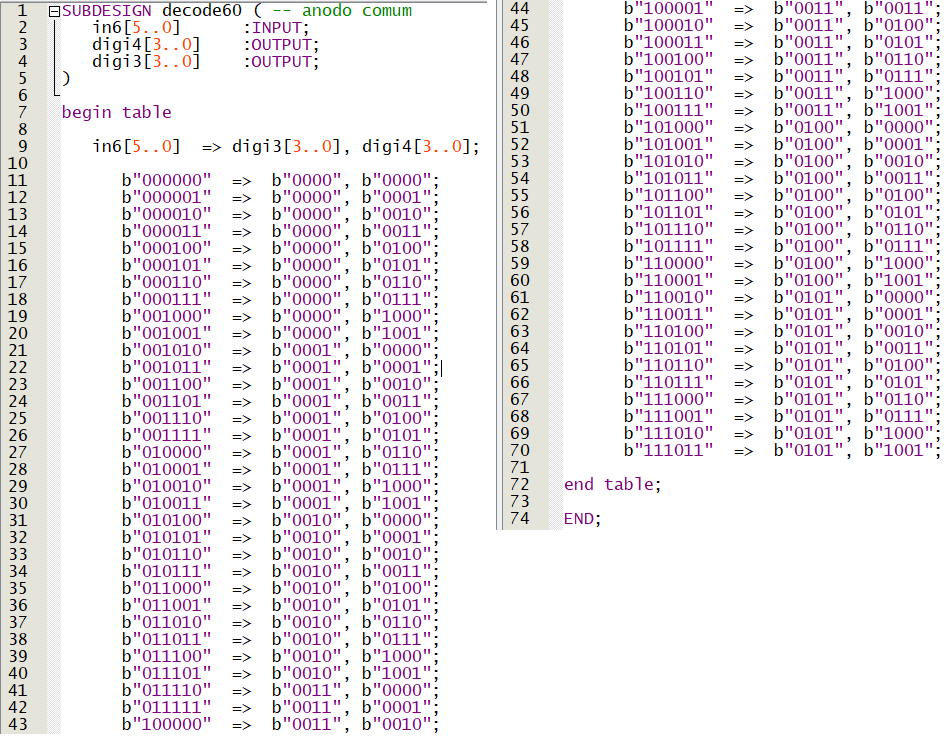 1 SUBDESIGN decode60 ( -- anodo comum
2 in6[5..0] :INPUT;
3 digi4[3..0] :OUTPUT;
4 digi3[3..0] :OUTPUT;
5 )
6
7 begin table
8
9 in6[5..0] => digi3[3..0], digi4[3..0];
10
11 b"000000" => b"0000", b"0000";
12 b"000001" => b"0000", b"0001";
13 b"000010" => b"0000", b"0010";
14 b"000011" => b"0000", b"0011";
15 b"000100" => b"0000", b"0100";
16 b"000101" => b"0000", b"0101";
17 b"000110" => b"0000", b"0110";
18 b"000111" => b"0000", b"0111";
19 b"001000" => b"0000", b"1000";
20 b"001001" => b"0000", b"1001";
21 b"001010" => b"0001", b"0000";
22 b"001011" => b"0001", b"0001";
23 b"001100" => b"0001", b"0010";
24 b"001101" => b"0001", b"0011";
25 b"001110" => b"0001", b"0100";
26 b"001111" => b"0001", b"0101";
27 b"010000" => b"0001", b"0110";
28 b"010001" => b"0001", b"0111";
29 b"010010" => b"0001", b"1000";
30 b"010011" => b"0001", b"1001";
31 b"010100" => b"0010", b"0000";
32 b"010101" => b"0010", b"0001";
33 b"010110" => b"0010", b"0010";
34 b"010111" => b"0010", b"0011";
35 b"011000" => b"0010", b"0100";
36 b"011001" => b"0010", b"0101";
37 b"011010" => b"0010", b"0110";
38 b"011011" => b"0010", b"0111";
39 b"011100" => b"0010", b"1000";
40 b"011101" => b"0010", b"1001";
41 b"011110" => b"0011", b"0000";
42 b"011111" => b"0011", b"0001";
43 b"100000" => b"0011", b"0010";
44 b"100001" => b"0011", b"0011";
45 b"100010" => b"0011", b"0100";
46 b"100011" => b"0011", b"0101";
47 b"100100" => b"0011", b"0110";
48 b"100101" => b"0011", b"0111";
49 b"100110" => b"0011", b"1000";
50 b"100111" => b"0011", b"1001";
51 b"101000" => b"0100", b"0000";
52 b"101001" => b"0100", b"0001";
53 b"101010" => b"0100", b"0010";
54 b"101011" => b"0100", b"0011";
55 b"101100" => b"0100", b"0100";
56 b"101101" => b"0100", b"0101";
57 b"101110" => b"0100", b"0110";
58 b"101111" => b"0100", b"0111";
59 b"110000" => b"0100", b"1000";
60 b"110001" => b"0100", b"1001";
61 b"110010" => b"0101", b"0000";
62 b"110011" => b"0101", b"0001";
63 b"110100" => b"0101", b"0010";
64 b"110101" => b"0101", b"0011";
65 b"110110" => b"0101", b"0100";
66 b"110111" => b"0101", b"0101";
67 b"111000" => b"0101", b"0110";
68 b"111001" => b"0101", b"0111";
69 b"111010" => b"0101", b"1000";
70 b"111011" => b"0101", b"1001";
71
72 end table;
73
74 END;